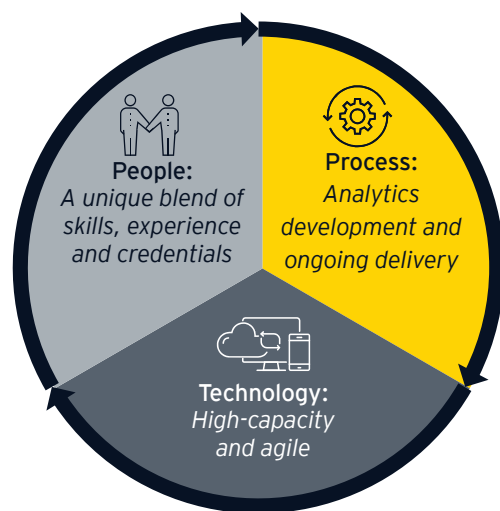 People:
A unique blend of
skills, experience
and credentials
Process:
Analytics
development and
ongoing delivery
Technology:
High-capacity
and agile